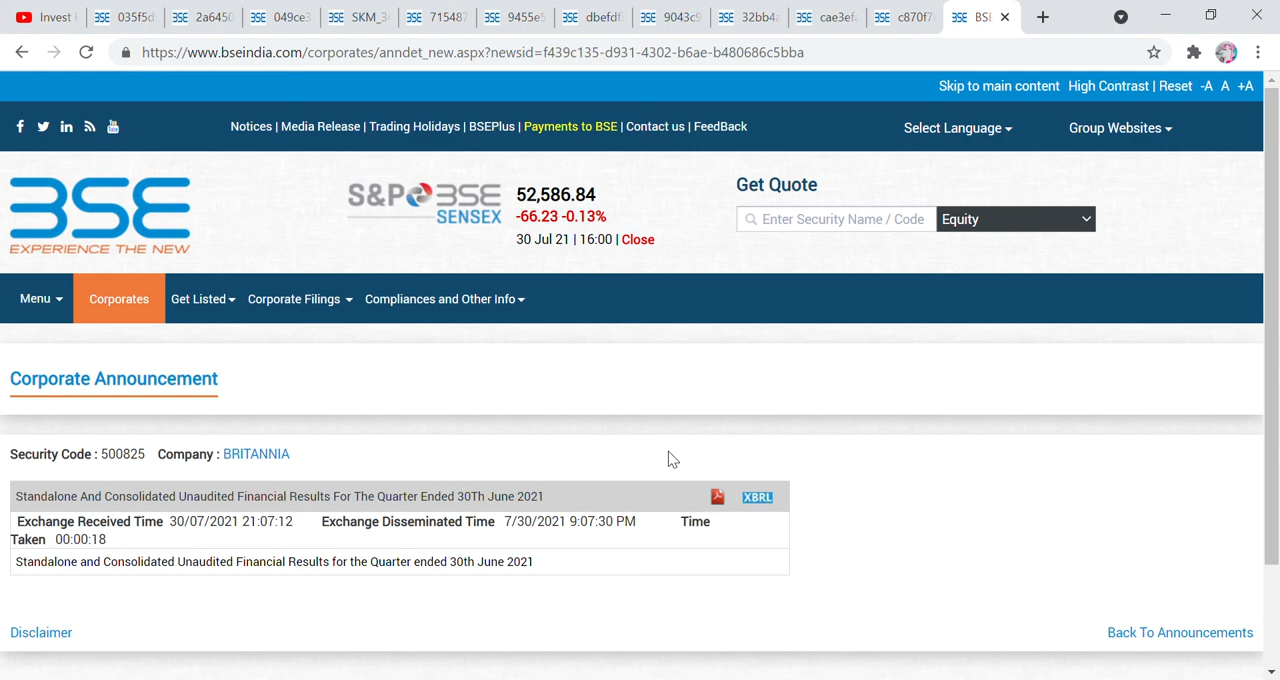 Invest
035f5d
2a6450
049ce3
SKM_3
715487
9455e5
dbefdf
9043c9
32bb4
cae3ef
c870f7
BSE
https://www.bseindia.com/corporates/anndet_new.aspx?newsid=f439c135-d931-4302-b6ae-b480686c5bba
Skip to main content High Contrast | Reset -A A +A
Notices | Media Release | Trading Holidays | BSEPlus | Payments to BSE | Contact us | FeedBack
Select Language
Group Websites
BSE
EXPERIENCE THE NEW
S&P BSE
SENSEX
52,586.84
-66.23 -0.13%
30 Jul 21 | 16:00 | Close
Get Quote
Enter Security Name / Code
Equity
Menu Corporates Get Listed Corporate Filings Compliances and Other Info
Corporate Announcement
Security Code : 500825 Company : BRITANNIA
Standalone And Consolidated Unaudited Financial Results For The Quarter Ended 30Th June 2021
XBRL
Exchange Received Time 30/07/2021 21:07:12 Exchange Disseminated Time 7/30/2021 9:07:30 PM Time
Taken 00:00:18
Standalone and Consolidated Unaudited Financial Results for the Quarter ended 30th June 2021
Disclaimer
Back To Announcements